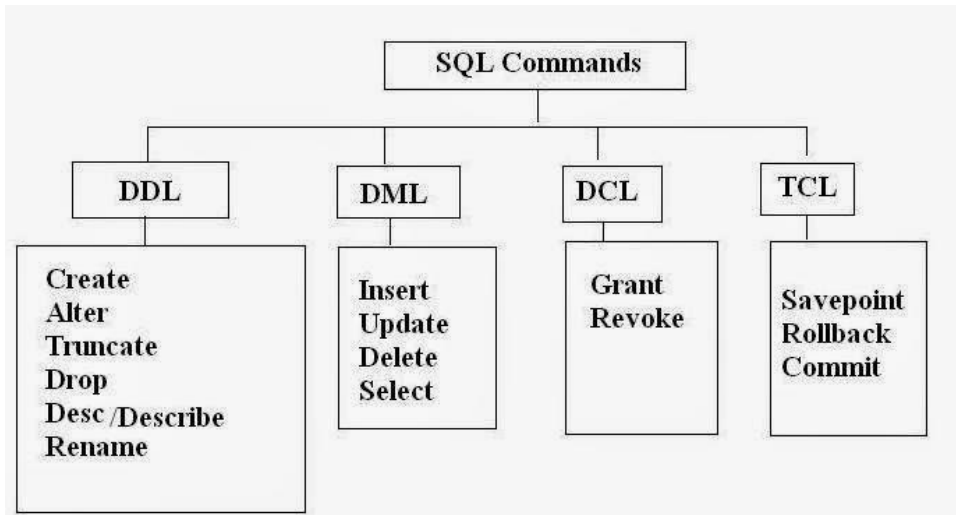 SQL Commands
DDL
DML
DCL
TCL
Create
Alter
Truncate
Drop
Desc /Describe
Rename
Insert
Update
Delete
Select
Grant
Revoke
Savepoint
Rollback
Commit